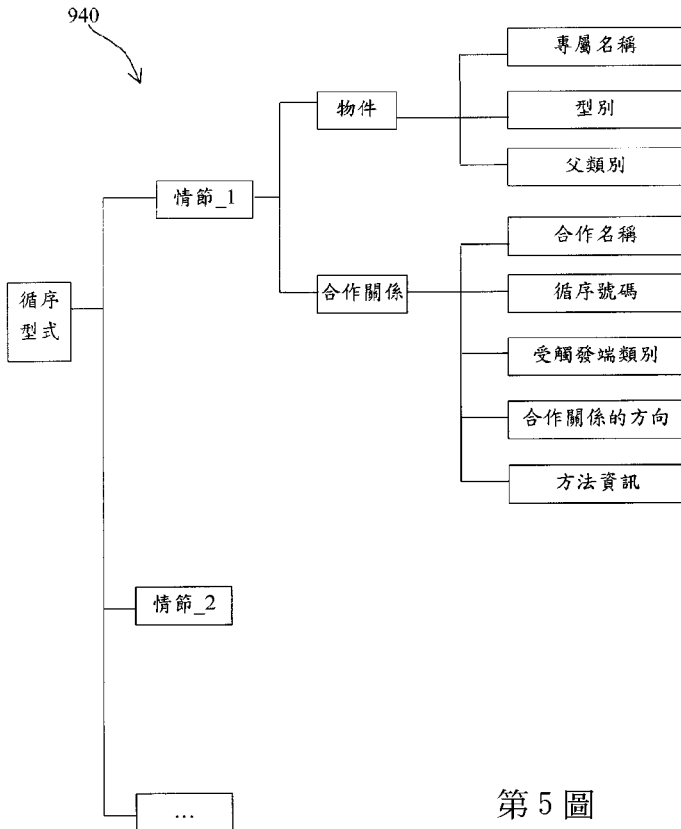 940
專屬名稱
物件
型別
父類別
情節_1
合作名稱
合作關係
循序號碼
循序
型式
受觸發端類別
合作關係的方向
方法資訊
情節_2
...
第 5 圖